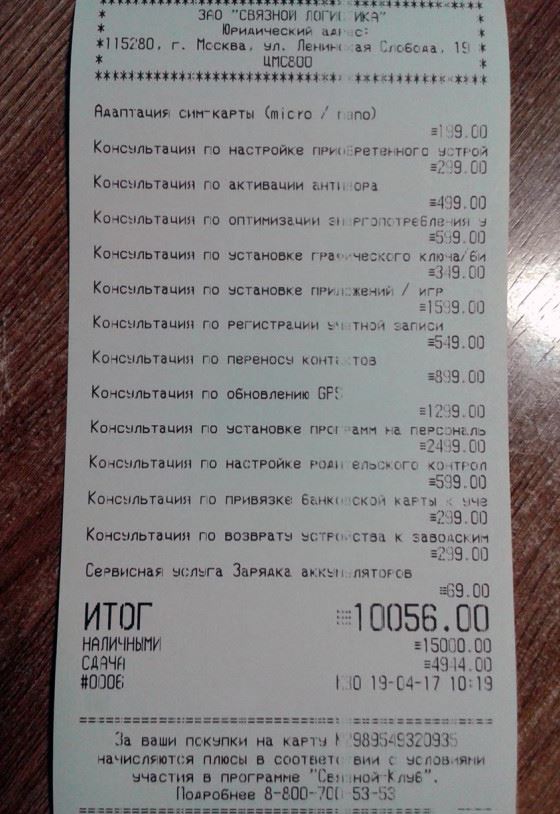 ************************************
* ЗАО "СВЯЗНОЙ ЛОГИСТИКА" *
* Юридический адрес: *
*115280, г. Москва, ул. Ленинская Слобода, 19 *
* ЦМС800 *
************************************
Адаптация сим-карты (micro / nano)
≡199.00
Консультация по настройке приобретенного устрой
≡299.00
Консультация по активации антивора
≡499.00
Консультация по оптимизации энергопотребления у
≡599.00
Консультация по установке графического ключа/би
≡349.00
Консультация по установке приложений / игр
≡1599.00
Консультация по регистрации учетной записи
≡549.00
Консультация по переносу контактов
≡899.00
Консультация по обновлению GPS
≡1299.00
Консультация по установке программ на персональ
≡2499.00
Консультация по настройке родительского контрол
≡599.00
Консультация по привязке банковской карты к уче
≡299.00
Консультация по возврату устройства к заводским
≡299.00
Сервисная услуга Зарядка аккумуляторов
≡69.00
ИТОГ ≡10056.00
НАЛИЧНЫМИ ≡15000.00
СДАЧА ≡4944.00
#0006 19-04-17 10:19
========================================
За ваши покупки на карту №2989549320935
начисляются плюсы в соответствии с условиями
участия в программе "Связной-Клуб".
Подробнее 8-800-700-53-53
========================================